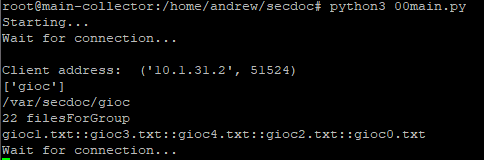 root@main-collector:/home/andrew/secdoc# python3 00main.py
Starting...
Wait for connection...
Client address:  ('10.1.31.2', 51524)
['gioc']
/var/secdoc/gioc
22 filesForGroup
gioc1.txt::gioc3.txt::gioc4.txt::gioc2.txt::gioc0.txt
Wait for connection...